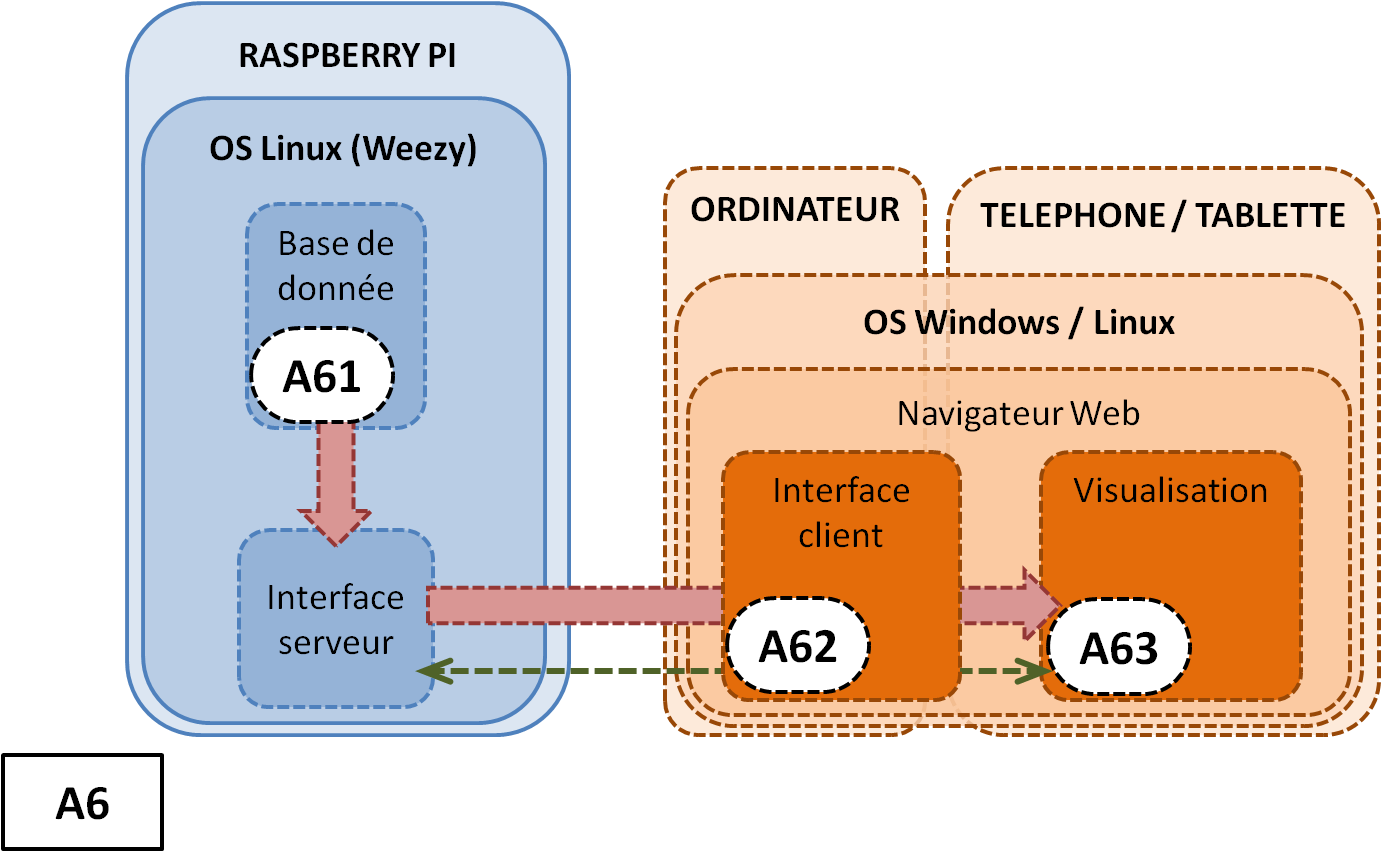 RASPBERRY PI
OS Linux (Weezy)
Base de
donnée
A61
Interface
serveur
ORDINATEUR
TELEPHONE / TABLETTE
OS Windows / Linux
Navigateur Web
Interface
client
A62
Visualisation
A63
A6